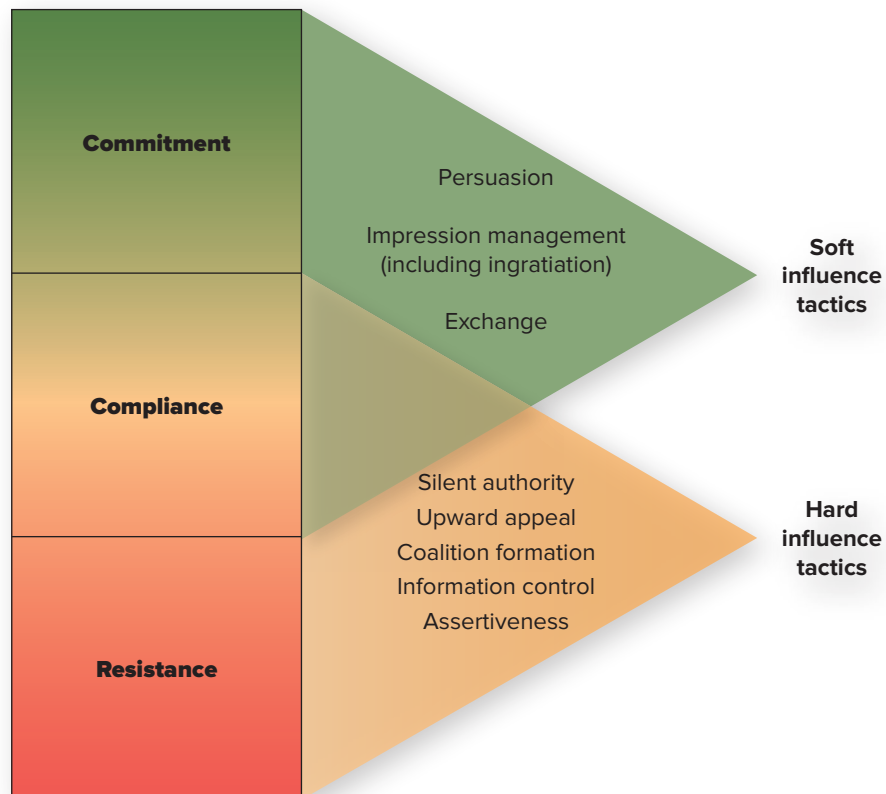 Commitment
Persuasion
Impression management
(including ingratiation)
Exchange
Soft
influence
tactics
Compliance
Silent authority
Upward appeal
Coalition formation
Information control
Assertiveness
Hard
influence
tactics
Resistance